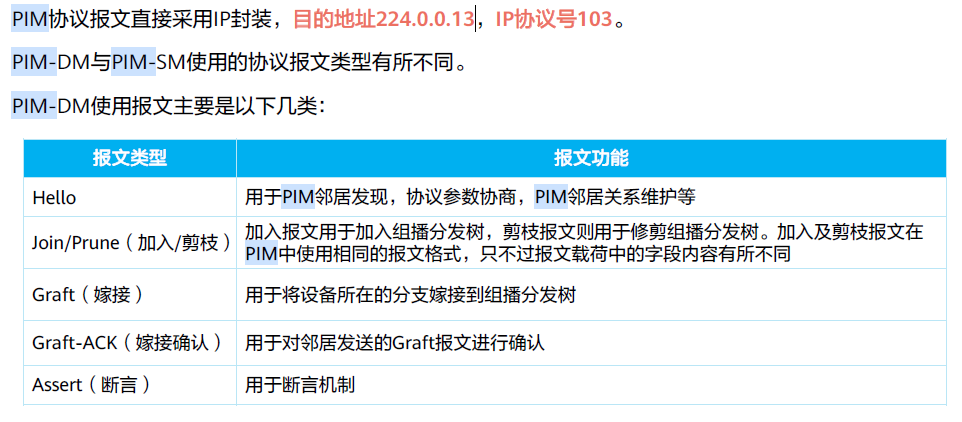 PIM协议报文直接采用IP封装，目的地址224.0.0.13，IP协议号103。
PIM-DM与PIM-SM使用的协议报文类型有所不同。
PIM-DM使用报文主要是以下几类：
报文类型 报文功能
Hello 用于PIM邻居发现，协议参数协商，PIM邻居关系维护等
Join/Prune（加入/剪枝） 加入报文用于加入组播分发树，剪枝报文则用于修剪组播分发树。加入及剪枝报文在
PIM中使用相同的报文格式，只不过报文载荷中的字段内容有所不同
Graft（嫁接） 用于将设备所在的分支嫁接到组播分发树
Graft-ACK（嫁接确认） 用于对邻居发送的Graft报文进行确认
Assert（断言） 用于断言机制